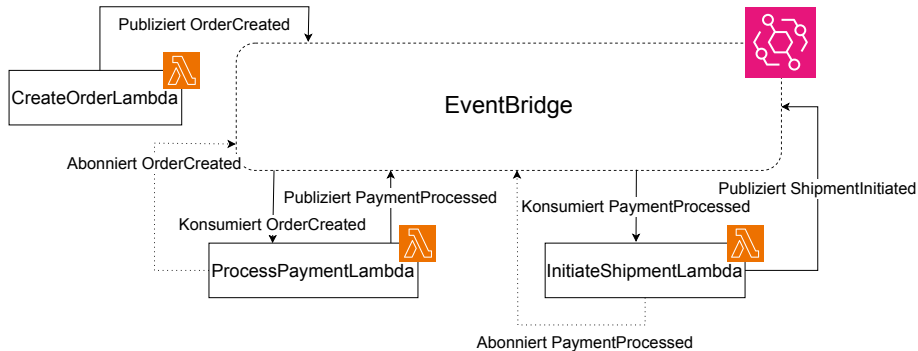 Publiziert OrderCreated
CreateOrderLambda
EventBridge
Abonniert OrderCreated
Publiziert PaymentProcessed
Konsumiert OrderCreated
Konsumiert PaymentProcessed
Publiziert ShipmentInitiated
ProcessPaymentLambda
InitiateShipmentLambda
Abonniert PaymentProcessed